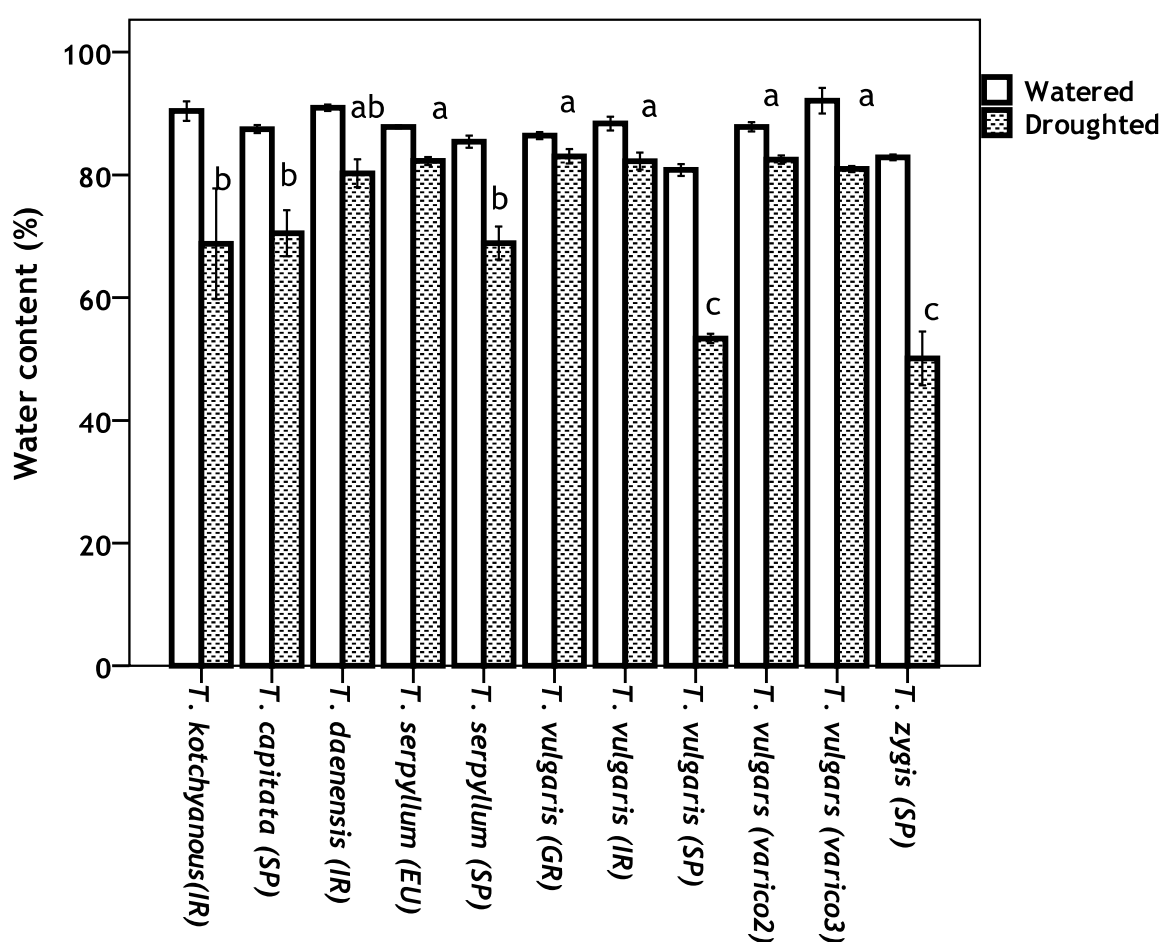 Water content (%)
100
80
60
40
20
0
b
b
ab
a
b
a
a
c
a
a
c
Watered
Droughted
T. kotchyanous(IR)
T. capitata (SP)
T. daenensis (IR)
T. serpyllum (EU)
T. serpyllum (SP)
T. vulgaris (GR)
T. vulgaris (IR)
T. vulgaris (SP)
T. vulgars (varico2)
T. vulgars (varico3)
T. zygis (SP)